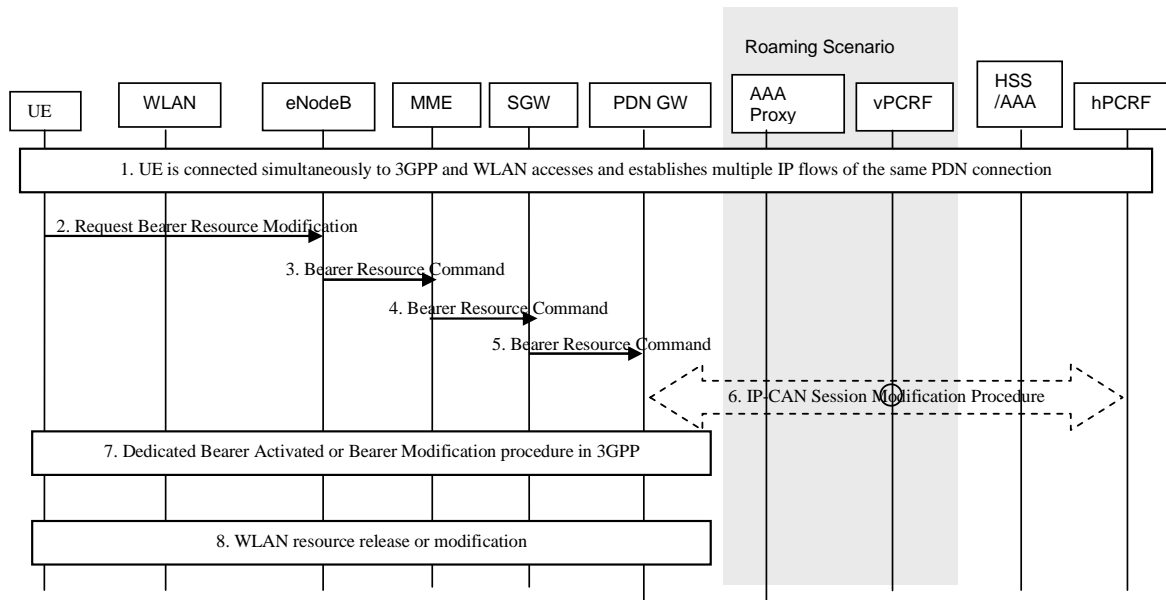 Roaming Scenario
UE
WLAN
eNodeB
MME
SGW
PDN GW
AAA
Proxy
vPCRF
HSS
/AAA
hPCRF
1. UE is connected simultaneously to 3GPP and WLAN accesses and establishes multiple IP flows of the same PDN connection
2. Request Bearer Resource Modification
3. Bearer Resource Command
4. Bearer Resource Command
5. Bearer Resource Command
6. IP-CAN Session Modification Procedure
7. Dedicated Bearer Activated or Bearer Modification procedure in 3GPP
8. WLAN resource release or modification